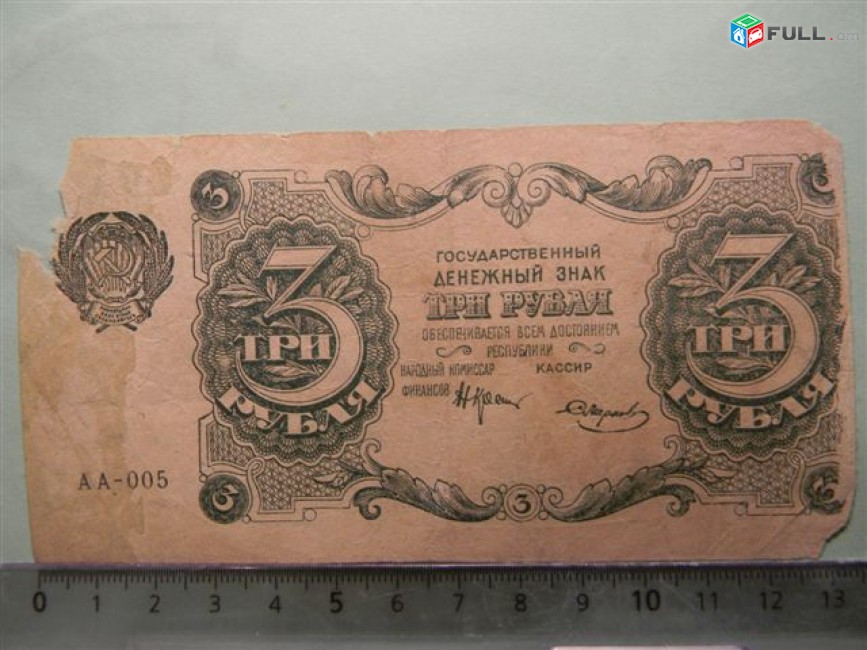 FULL.am
3
3
ГОСУДАРСТВЕННЫЙ
ДЕНЕЖНЫЙ ЗНАК
ТРИ РУБЛЯ
ОБЕСПЕЧИВАЕТСЯ ВСЕМ ДОСТОЯНИЕМ
РЕСПУБЛИКИ
НАРОДНЫЙ КОМИССАР
ФИНАНСОВ
КАССИР
3
ТРИ
РУБЛЯ
3
ТРИ
РУБЛЯ
АА-005
3
3
3
0 1 2 3 4 5 6 7 8 9 10 11 12 13